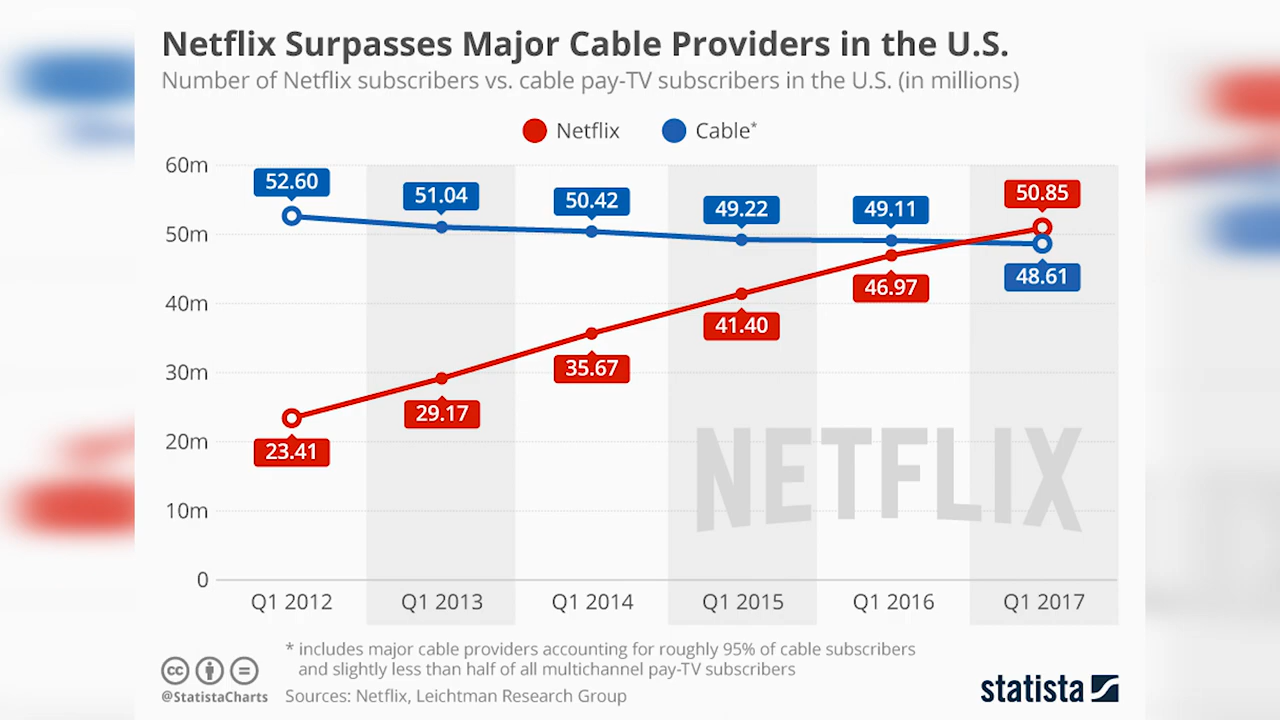 Netflix Surpasses Major Cable Providers in the U.S.
Number of Netflix subscribers vs. cable pay-TV subscribers in the U.S. (in millions)
Netflix Cable*
60m
50m
40m
30m
20m
10m
0
52.60 51.04 50.42 49.22 49.11 48.61
23.41 29.17 35.67 41.40 46.97 50.85
NETFLIX
Q1 2012 Q1 2013 Q1 2014 Q1 2015 Q1 2016 Q1 2017
* includes major cable providers accounting for roughly 95% of cable subscribers
and slightly less than half of all multichannel pay-TV subscribers
cc
@StatistaCharts
Sources: Netflix, Leichtman Research Group
statista